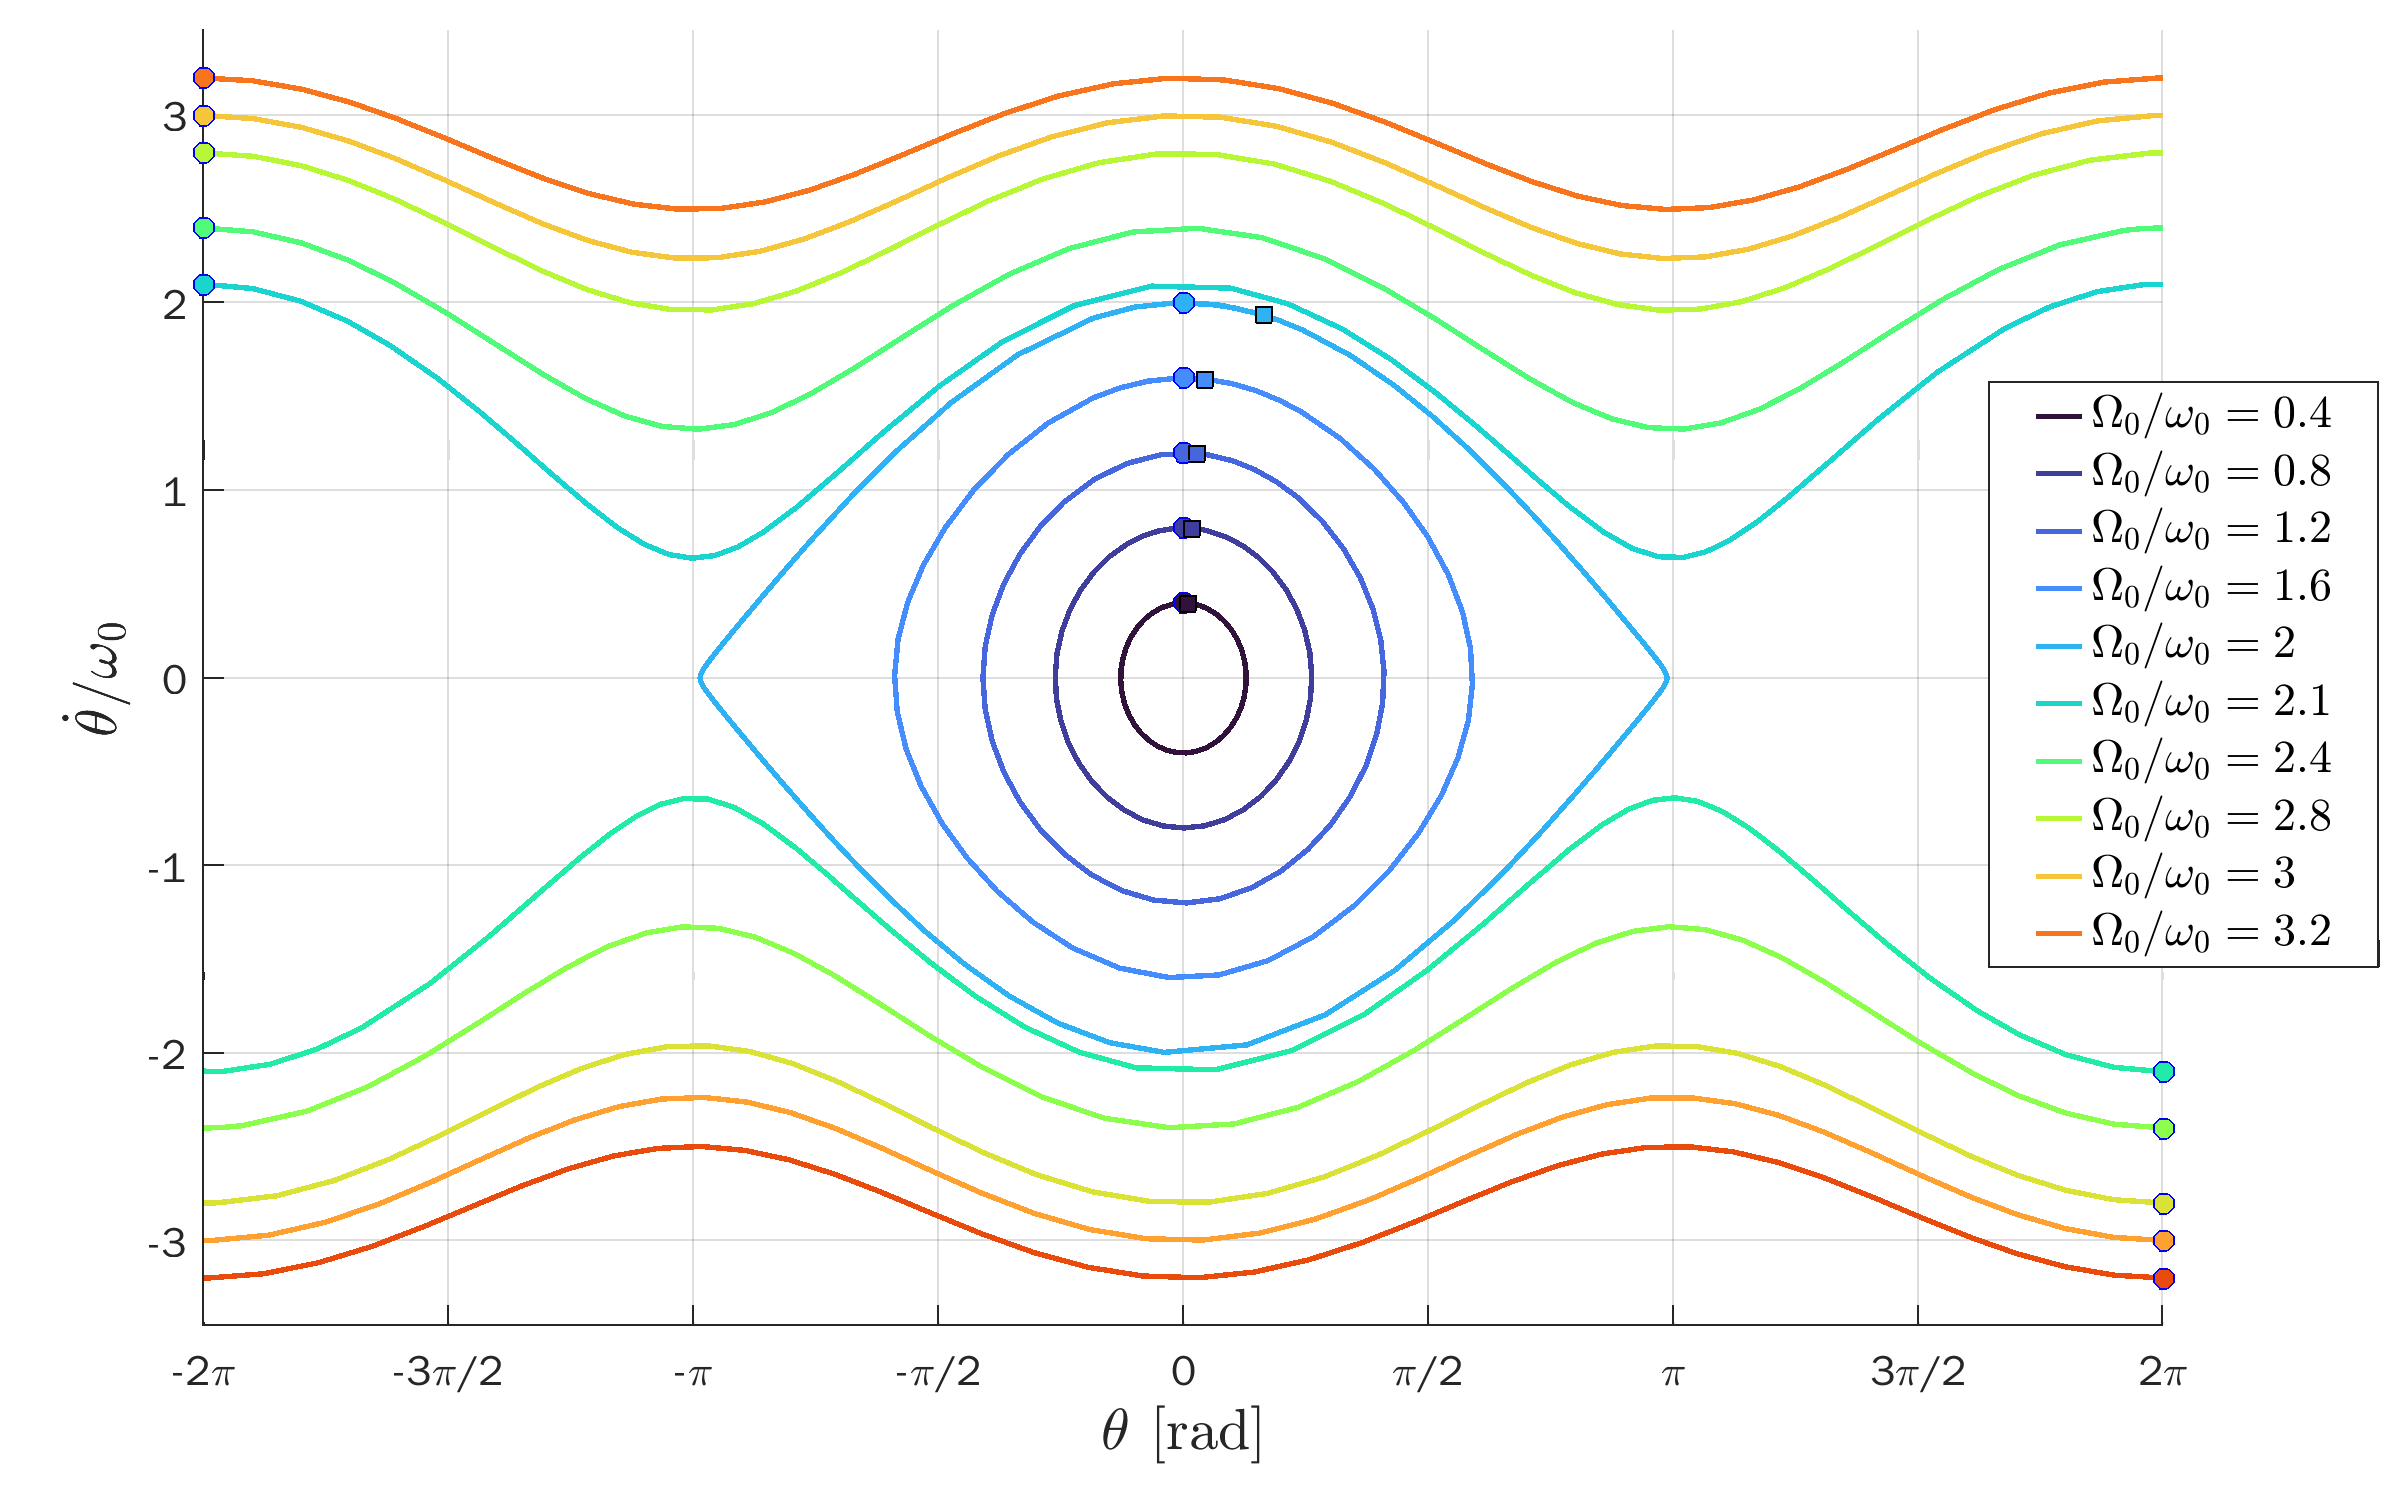 3
2
1
0
-1
-2
-3
θ̇/ω₀
-2π -3π/2 -π -π/2 0 π/2 π 3π/2 2π
θ [rad]
Ω₀/ω₀ = 0.4
Ω₀/ω₀ = 0.8
Ω₀/ω₀ = 1.2
Ω₀/ω₀ = 1.6
Ω₀/ω₀ = 2
Ω₀/ω₀ = 2.1
Ω₀/ω₀ = 2.4
Ω₀/ω₀ = 2.8
Ω₀/ω₀ = 3
Ω₀/ω₀ = 3.2